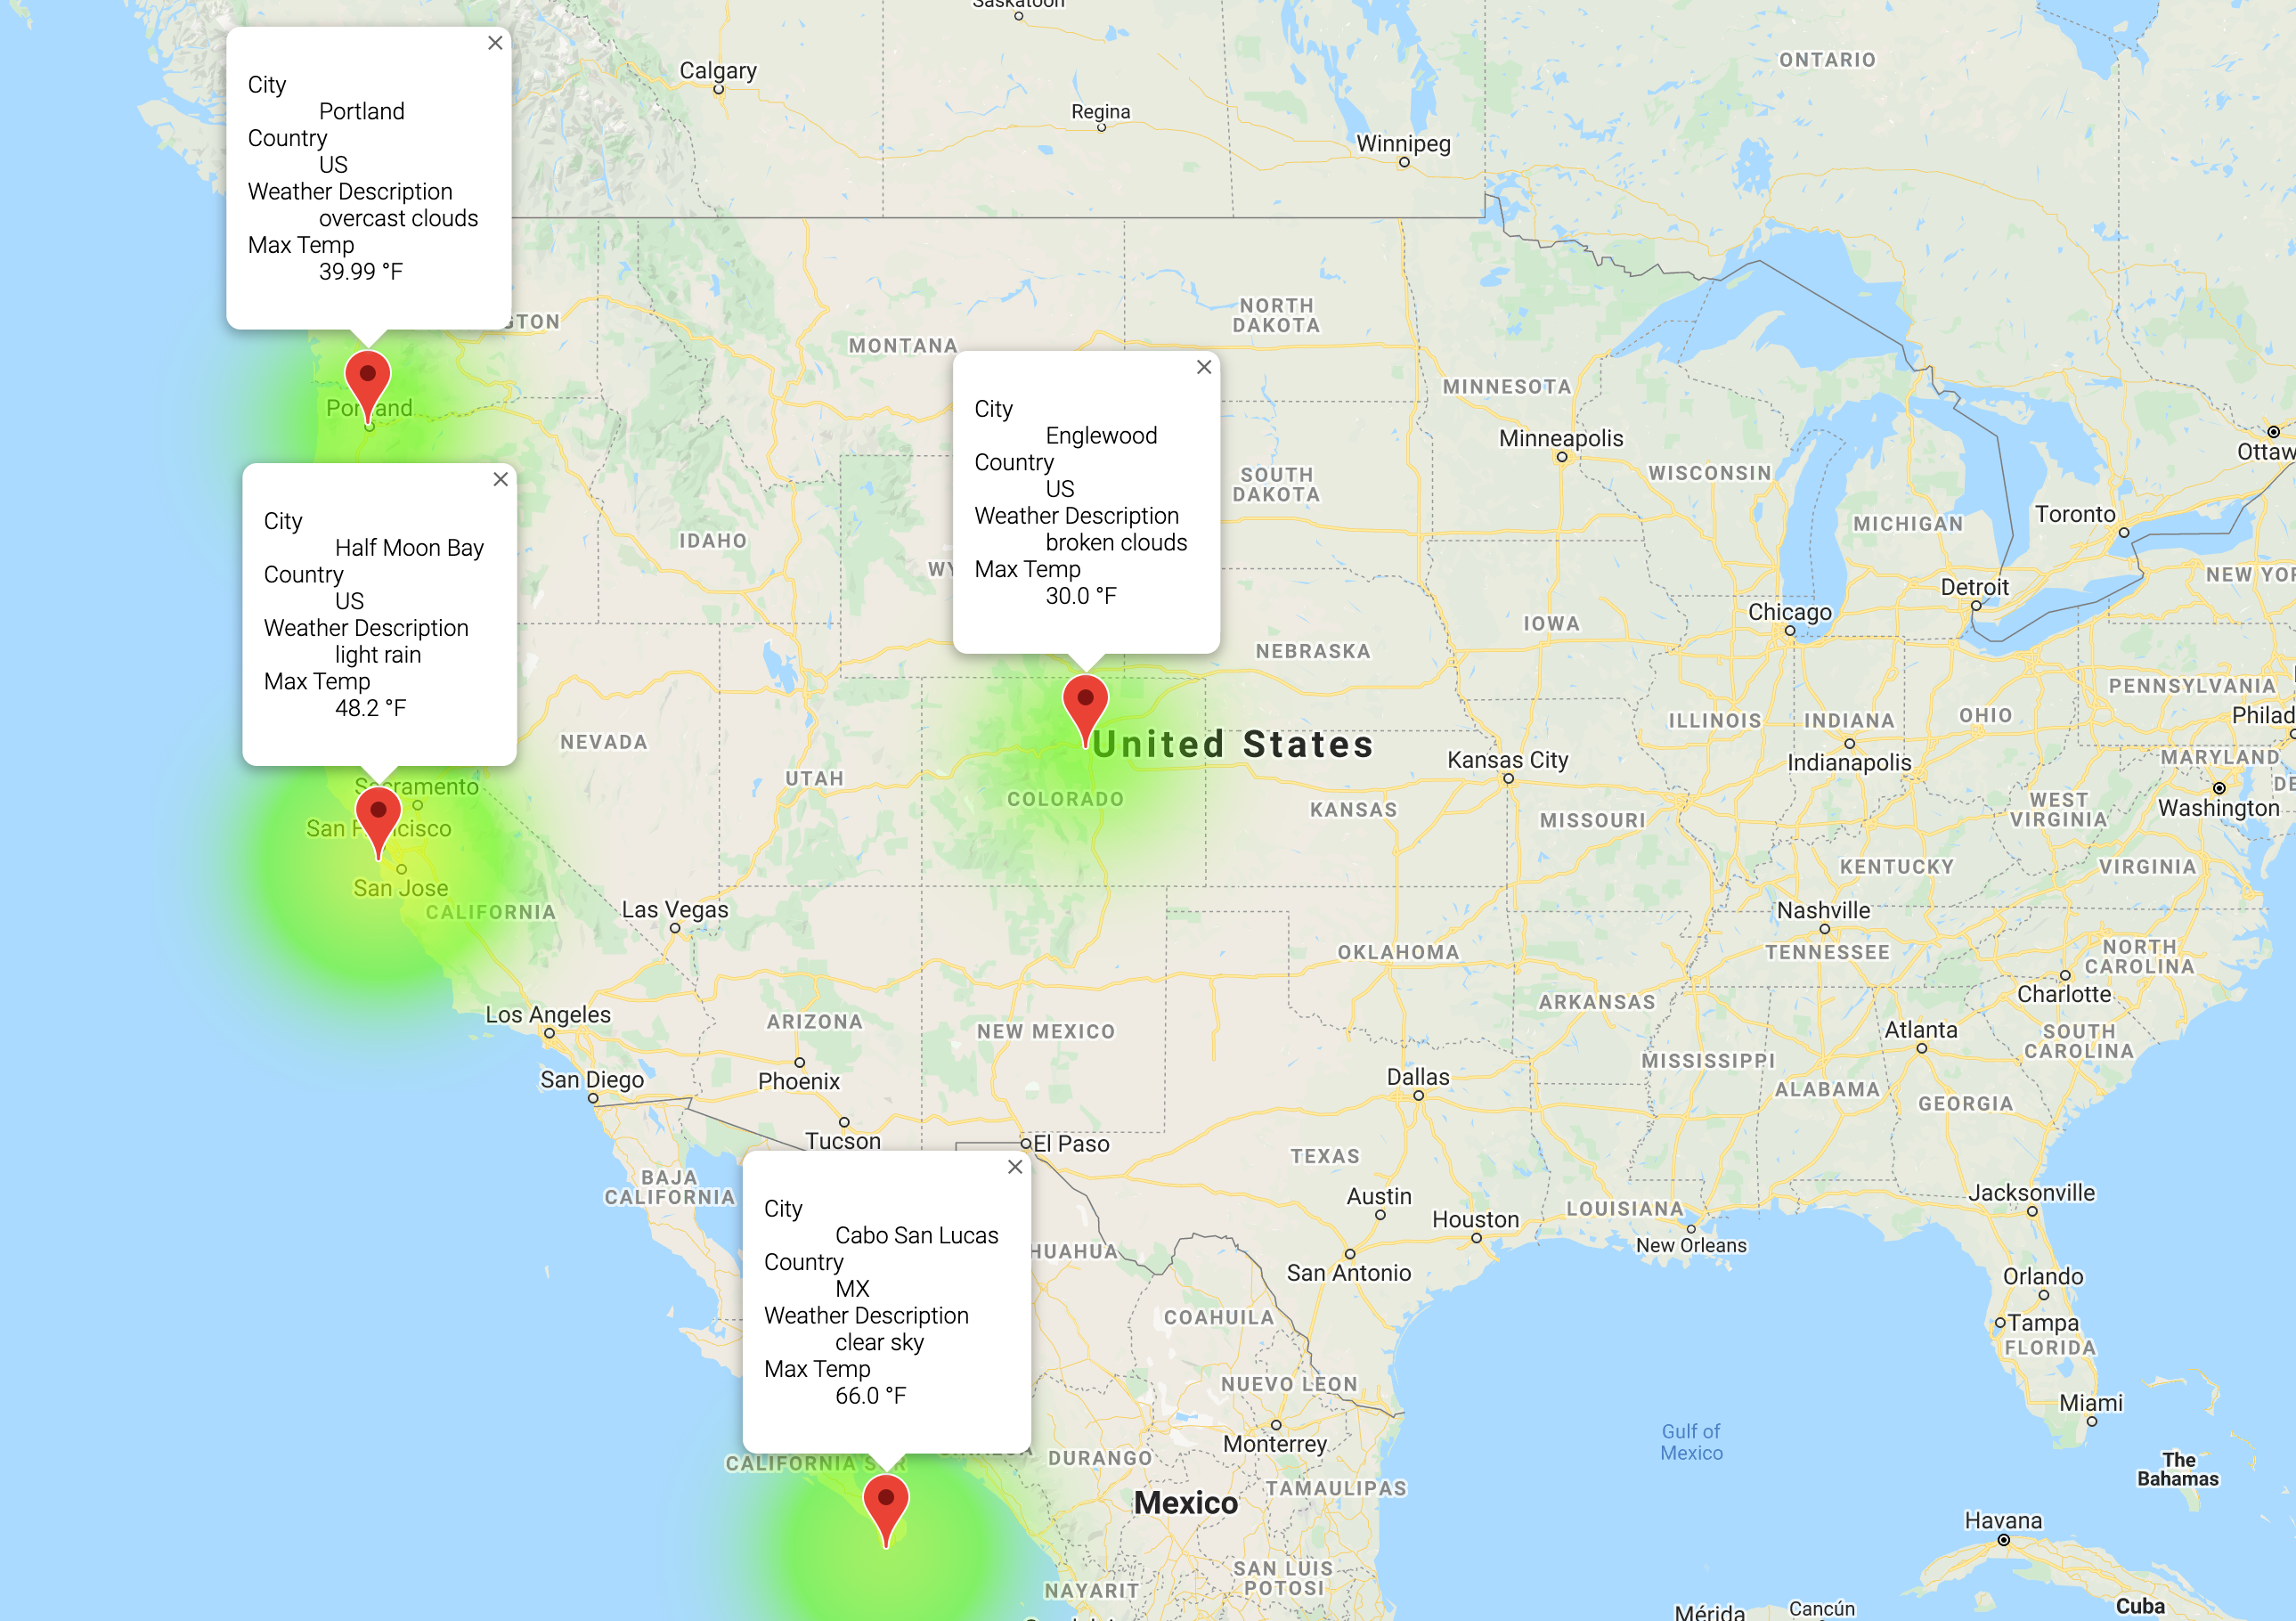 Saskatoon
Calgary
Regina
Winnipeg
ONTARIO
City
Portland
Country
US
Weather Description
overcast clouds
Max Temp
39.99 °F
Portland
City
Half Moon Bay
Country
US
Weather Description
light rain
Max Temp
48.2 °F
City
Englewood
Country
US
Weather Description
broken clouds
Max Temp
30.0 °F
MONTANA
NORTH
DAKOTA
MINNESOTA
Minneapolis
SOUTH
DAKOTA
WISCONSIN
MICHIGAN
Toronto
IDAHO
Detroit
Chicago
IOWA
NEBRASKA
PENNSYLVANIA
ILLINOIS
INDIANA
OHIO
NEVADA
United States
Kansas City
Indianapolis
MARYLAND
UTAH
COLORADO
KANSAS
MISSOURI
WEST
VIRGINIA
Washington
Sacramento
San Francisco
San Jose
CALIFORNIA
KENTUCKY
VIRGINIA
Las Vegas
Nashville
TENNESSEE
OKLAHOMA
NORTH
CAROLINA
Charlotte
ARKANSAS
Los Angeles
ARIZONA
NEW MEXICO
Atlanta
SOUTH
CAROLINA
MISSISSIPPI
ALABAMA
GEORGIA
San Diego
Phoenix
Dallas
Tucson
El Paso
TEXAS
BAJA
CALIFORNIA
Austin
Houston
LOUISIANA
Jacksonville
New Orleans
San Antonio
City
Cabo San Lucas
Country
MX
Weather Description
clear sky
Max Temp
66.0 °F
HUAHUA
COAHUILA
Orlando
Tampa
FLORIDA
NUEVO LEON
Miami
Monterrey
Gulf of
Mexico
CALIFORNIA SUR
DURANGO
The
Bahamas
TAMAULIPAS
Mexico
Havana
SAN LUIS
POTOSI
NAYARIT
Mérida
Cancún
Cuba